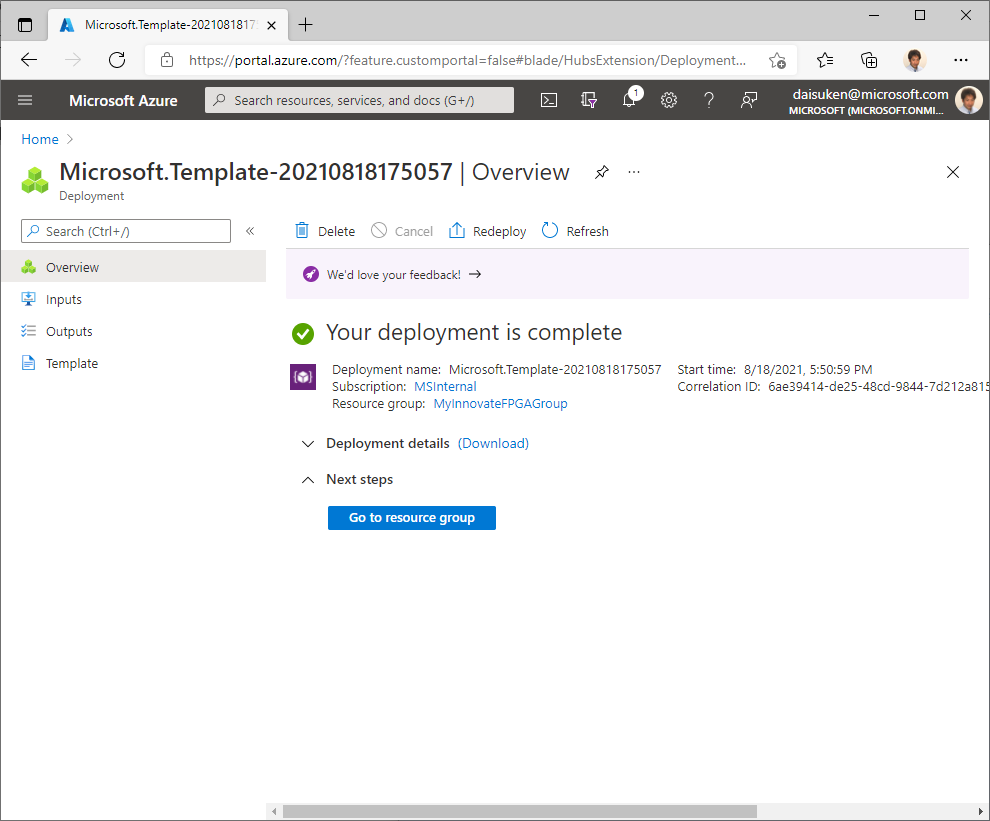 Microsoft.Template-2021081817
https://portal.azure.com/?feature.customportal=false#blade/HubsExtension/Deployment...
Microsoft Azure
Search resources, services, and docs (G+/)
1
daisuken@microsoft.com
MICROSOFT (MICROSOFT.ONMI...
Home
Microsoft.Template-20210818175057 | Overview
Deployment
Search (Ctrl+/)
Delete Cancel Redeploy Refresh
Overview
Inputs
Outputs
Template
We'd love your feedback!
Your deployment is complete
Deployment name: Microsoft.Template-20210818175057 Start time: 8/18/2021, 5:50:59 PM
Subscription: MSInternal Correlation ID: 6ae39414-de25-48cd-9844-7d212a815
Resource group: MyInnovateFPGAGroup
Deployment details (Download)
Next steps
Go to resource group